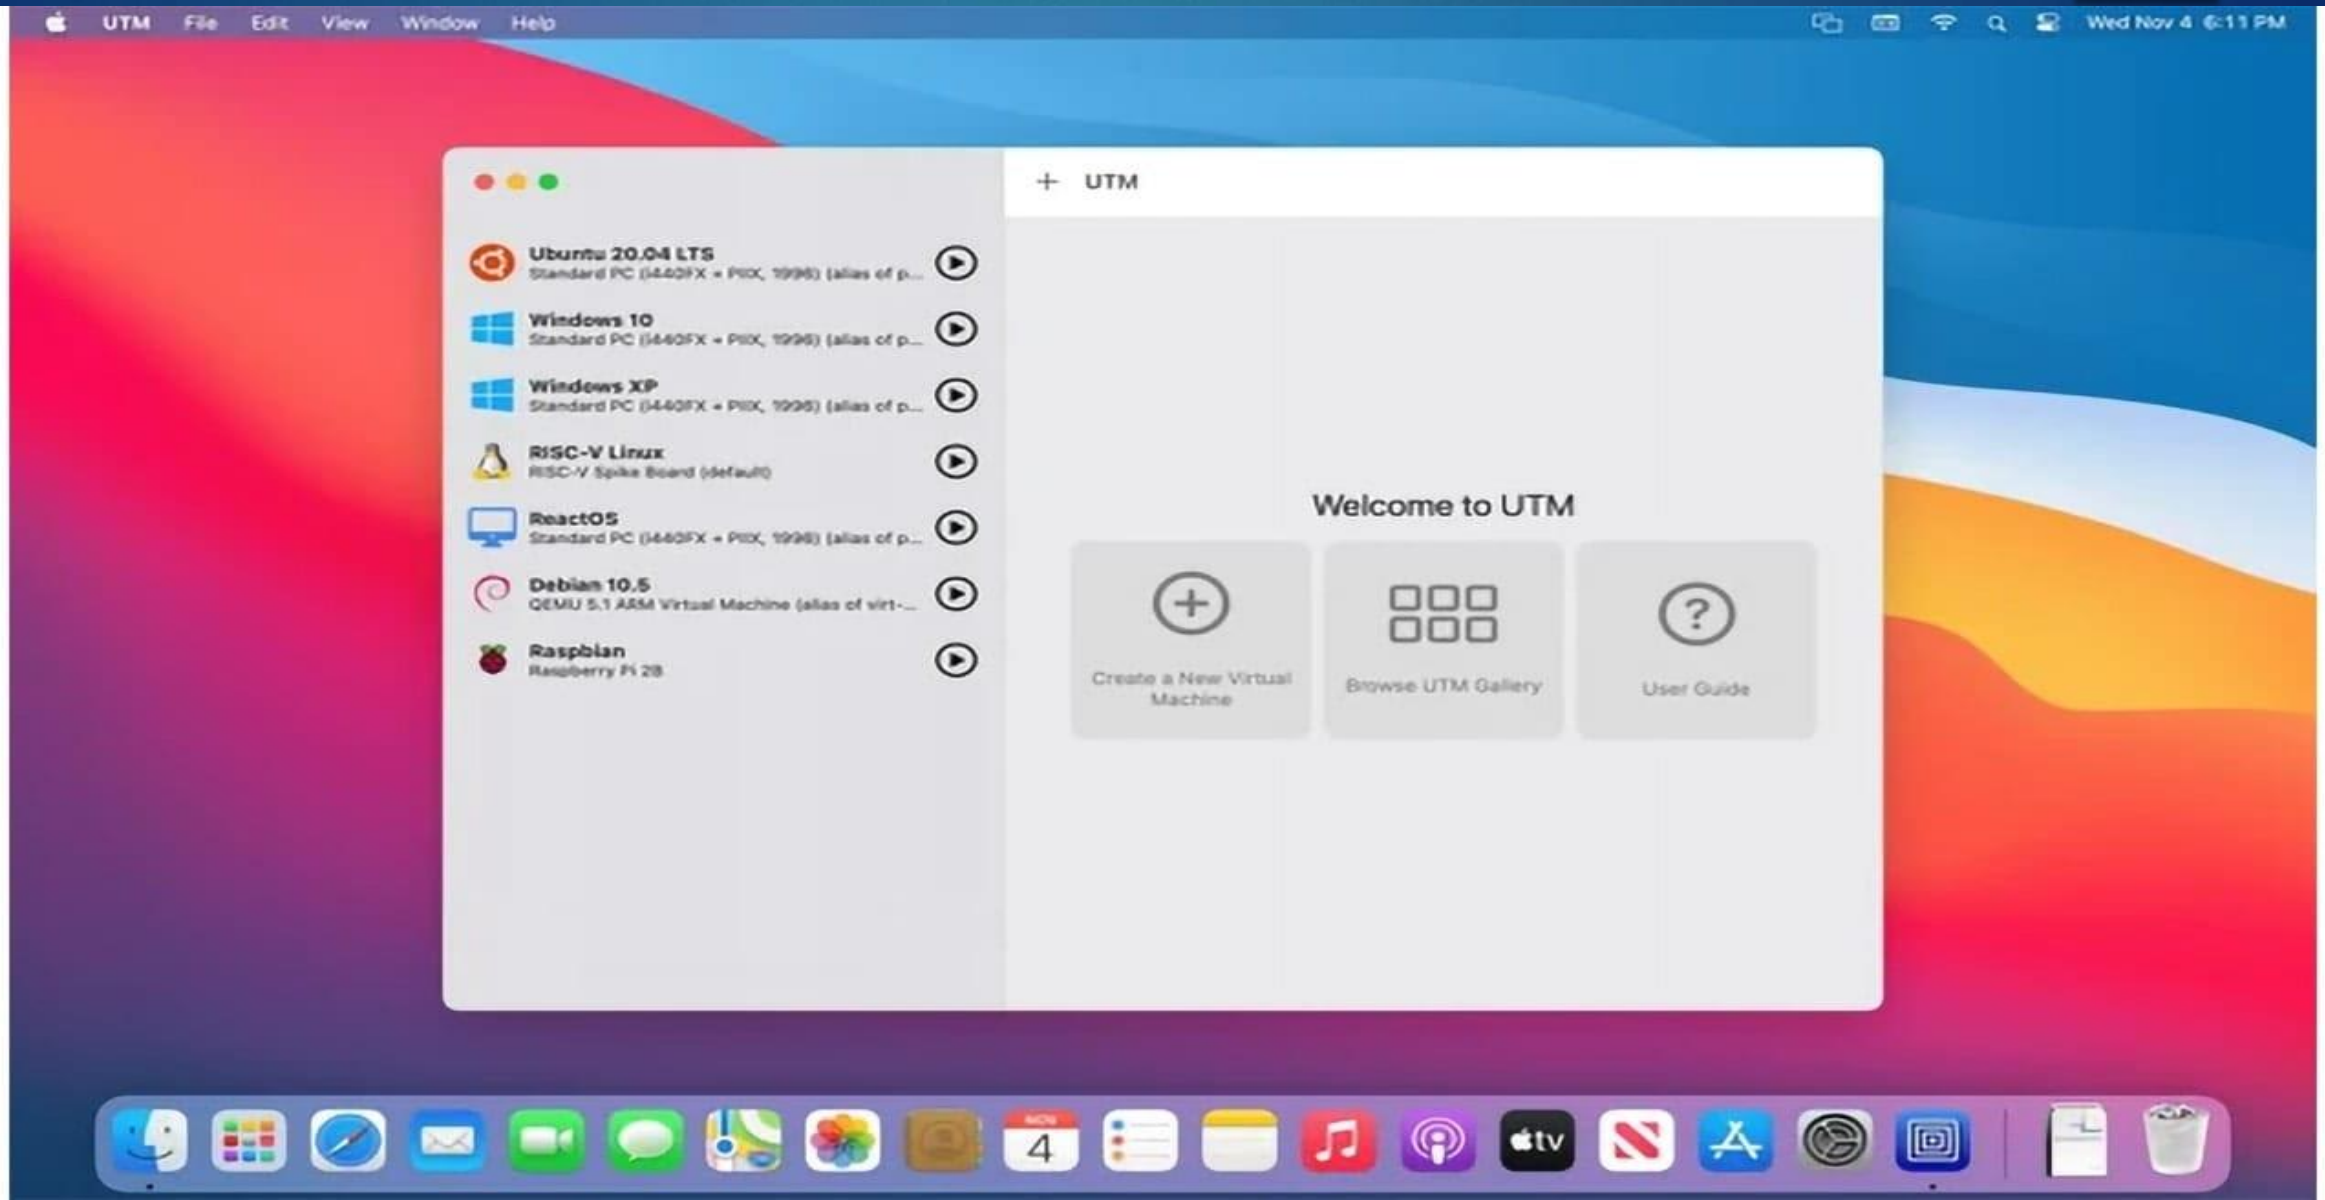 UTM File Edit View Window Help Wed Nov 4 6:11 PM
+ UTM
Ubuntu 20.04 LTS
Standard PC (i440FX + PIIX, 1996) (alias of p...
Windows 10
Standard PC (i440FX + PIIX, 1996) (alias of p...
Windows XP
Standard PC (i440FX + PIIX, 1996) (alias of p...
RISC-V Linux
RISC-V Spike Board (default)
ReactOS
Standard PC (i440FX + PIIX, 1996) (alias of p...
Debian 10.5
QEMU 5.1 ARM Virtual Machine (alias of virt-...
Raspbian
Raspberry Pi 2B
Welcome to UTM
Create a New Virtual
Machine
Browse UTM Gallery
User Guide
NOV
4
tv